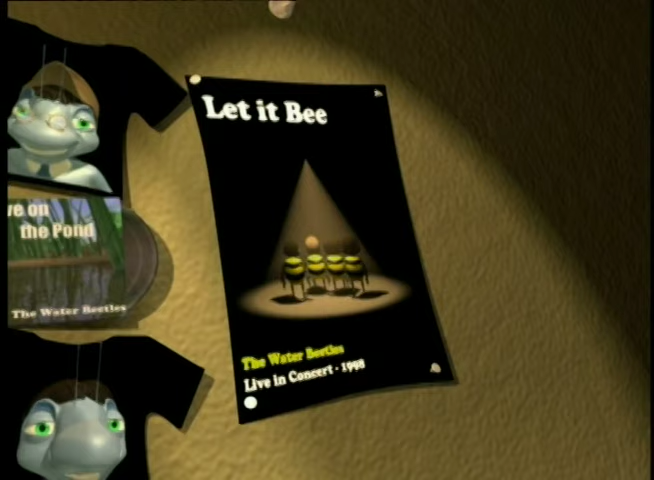 Let it Bee
ve on
the Pond
The Water Beetles
The Water Beetles
Live in Concert - 1998